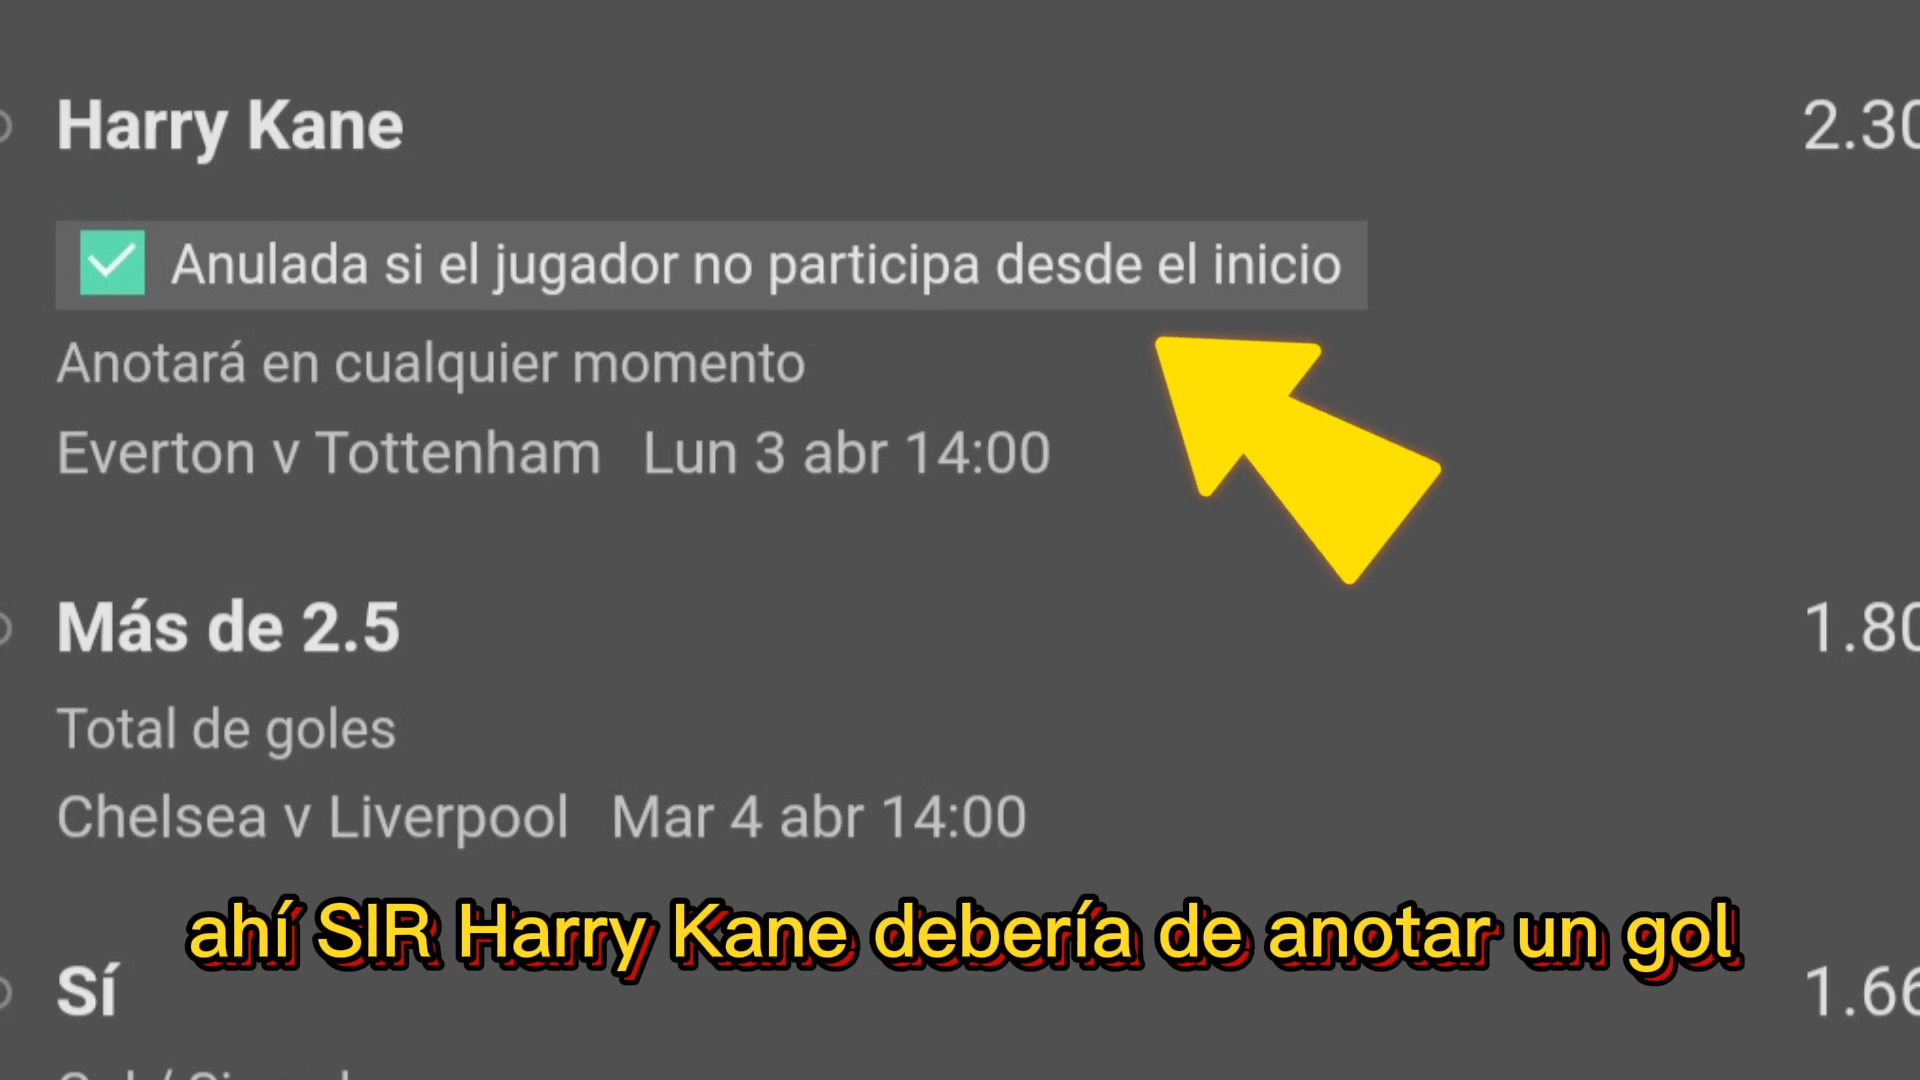 Harry Kane 2.30
Anulada si el jugador no participa desde el inicio
Anotará en cualquier momento
Everton v Tottenham Lun 3 abr 14:00
Más de 2.5 1.80
Total de goles
Chelsea v Liverpool Mar 4 abr 14:00
ahí SIR Harry Kane debería de anotar un gol
Sí 1.66